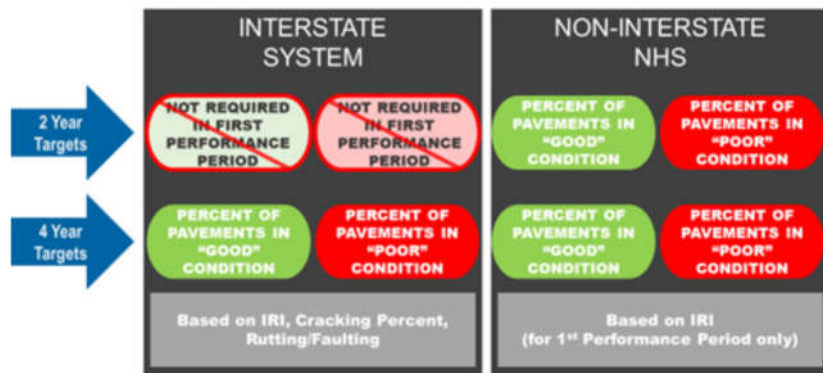 INTERSTATE
SYSTEM
NON-INTERSTATE
NHS
2 Year
Targets
NOT REQUIRED
IN FIRST
PERFORMANCE
PERIOD
NOT REQUIRED
IN FIRST
PERFORMANCE
PERIOD
PERCENT OF
PAVEMENTS IN
“GOOD”
CONDITION
PERCENT OF
PAVEMENTS IN
“POOR”
CONDITION
4 Year
Targets
PERCENT OF
PAVEMENTS IN
“GOOD”
CONDITION
PERCENT OF
PAVEMENTS IN
“POOR”
CONDITION
PERCENT OF
PAVEMENTS IN
“GOOD”
CONDITION
PERCENT OF
PAVEMENTS IN
“POOR”
CONDITION
Based on IRI, Cracking Percent,
Rutting/Faulting
Based on IRI
(for 1st Performance Period only)